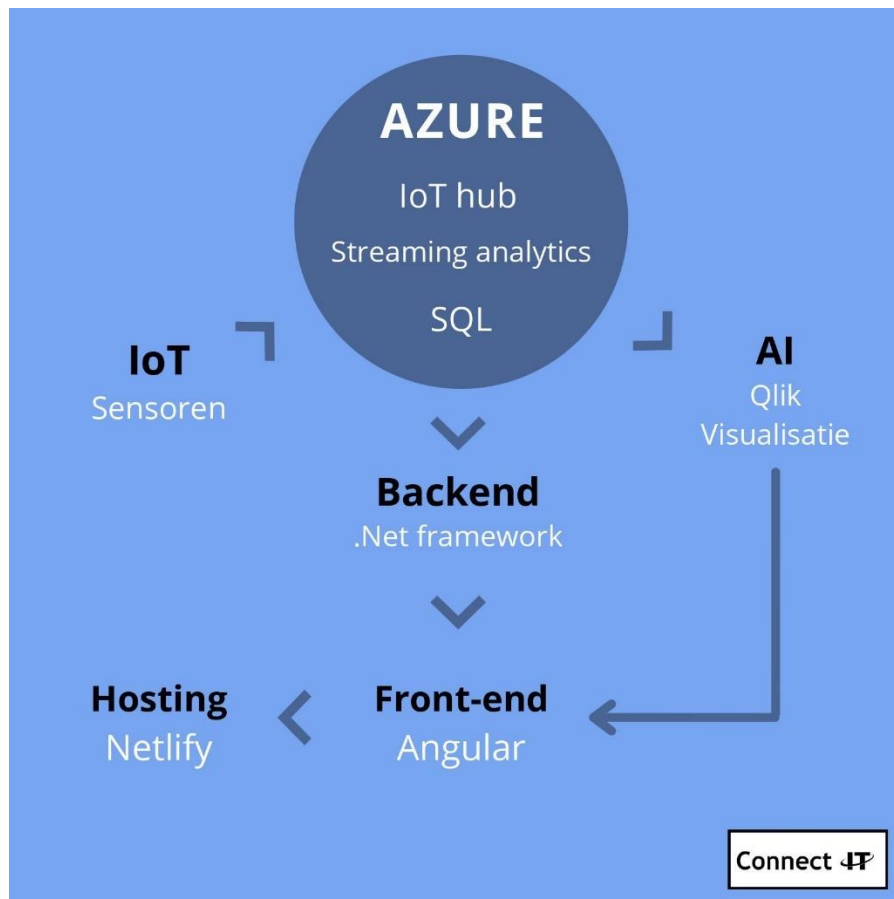 AZURE
IoT hub
Streaming analytics
SQL
IoT
Sensoren
AI
Qlik
Visualisatie
Backend
.Net framework
Hosting
Netlify
Front-end
Angular
Connect IT